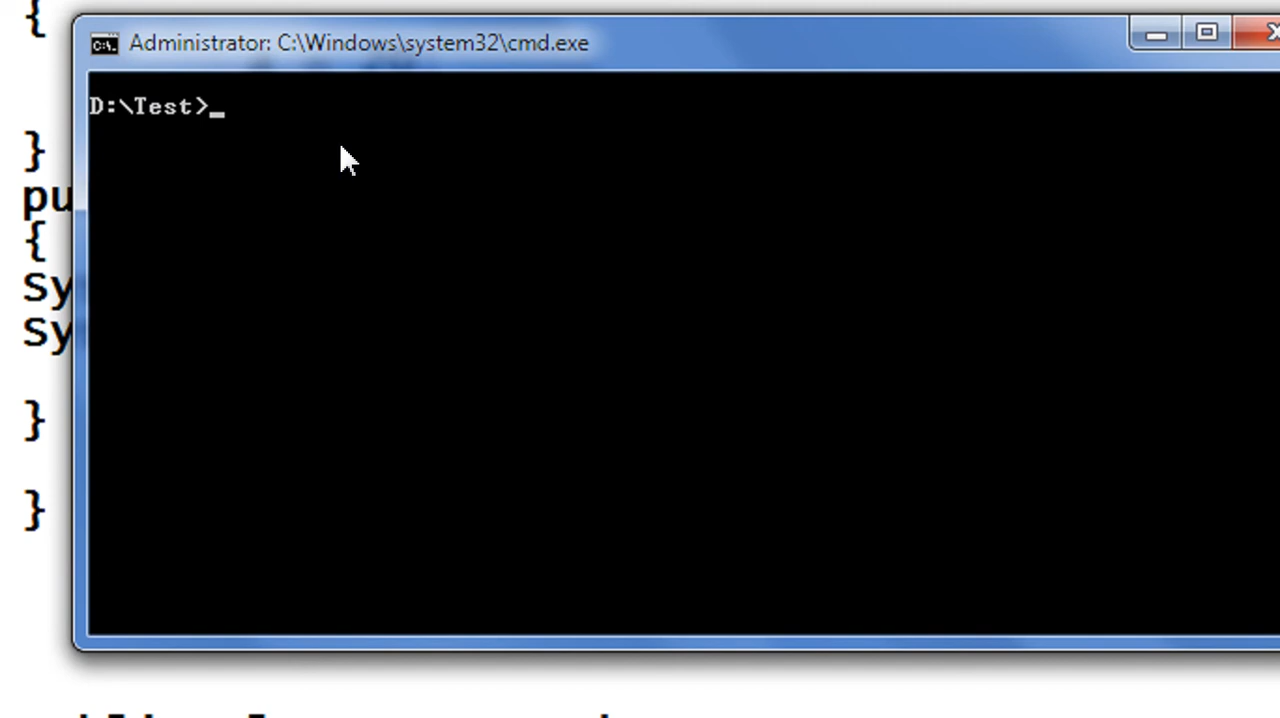 {
Administrator: C:\Windows\system32\cmd.exe
D:\Test>_
}
pu
{
Sy
Sy
}
}